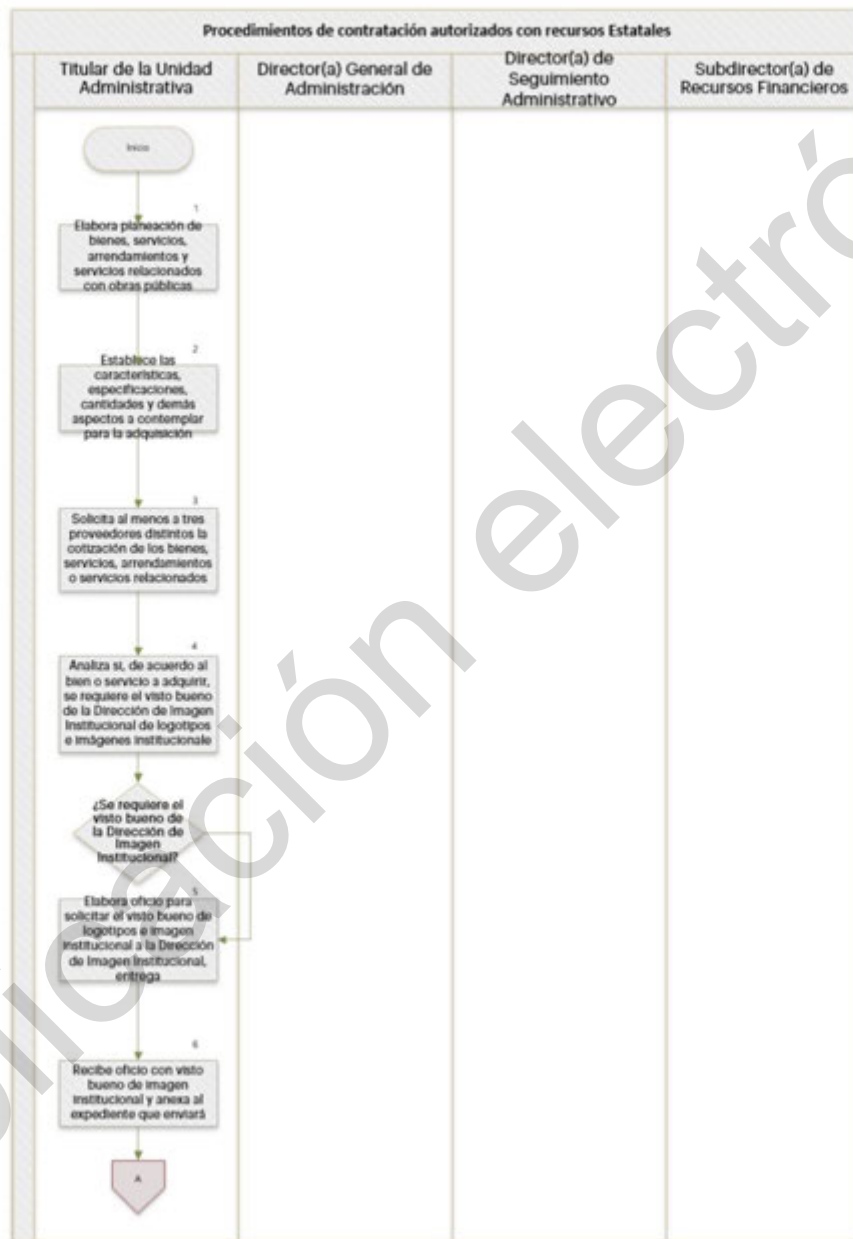 Procedimientos de contratación autorizados con recursos Estatales
Titular de la Unidad
Administrativa
Director(a) General de
Administración
Director(a) de
Seguimiento
Administrativo
Subdirector(a) de
Recursos Financieros
Inicio
1
Elabora planeación de
bienes, servicios,
arrendamientos y
servicios relacionados
con obras públicas
2
Establece las
características,
especificaciones,
cantidades y demás
aspectos a contemplar
para la adquisición
3
Solicita al menos a tres
proveedores distintos la
cotización de los bienes,
servicios, arrendamientos
o servicios relacionados
4
Analiza si, de acuerdo al
bien o servicio a adquirir,
se requiere el visto bueno
de la Dirección de Imagen
Institucional de logotipos
e imágenes institucionale
¿Se requiere el
visto bueno de
la Dirección de
Imagen
Institucional?
5
Elabora oficio para
solicitar el visto bueno de
logotipos e imagen
institucional a la Dirección
de Imagen Institucional,
entrega
6
Recibe oficio con visto
bueno de imagen
institucional y anexa al
expediente que enviará
A
licación electró